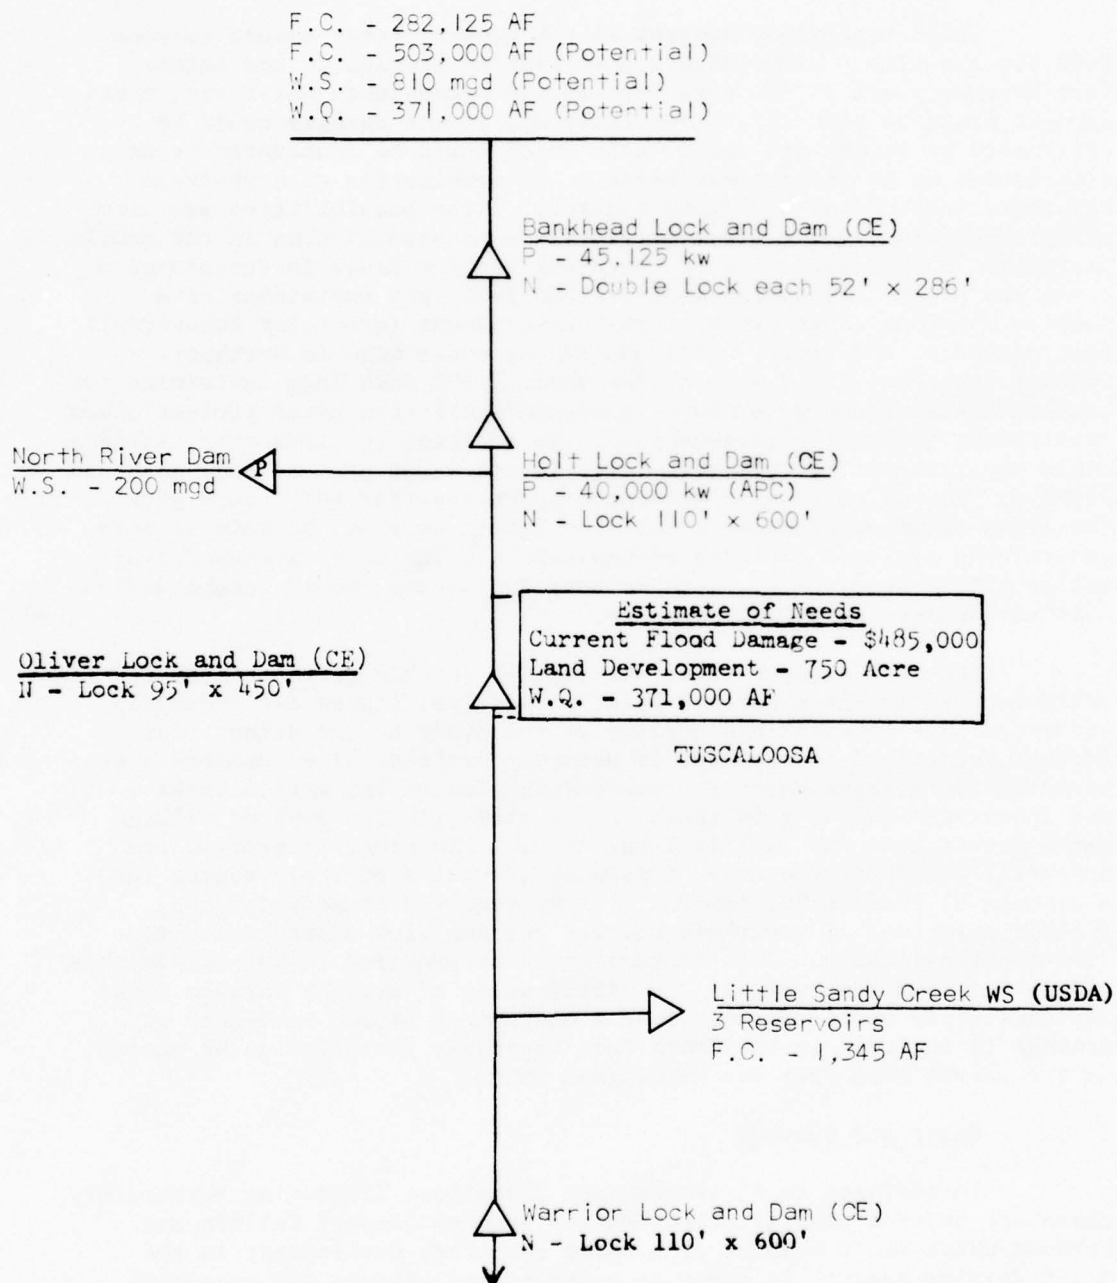 F.C. - 282,125 AF
F.C. - 503,000 AF (Potential)
W.S. - 810 mgd (Potential)
W.Q. - 371,000 AF (Potential)
Bankhead Lock and Dam (CE)
P - 45,125 kw
N - Double Lock each 52' x 286'
North River Dam
W.S. - 200 mgd
P
Holt Lock and Dam (CE)
P - 40,000 kw (APC)
N - Lock 110' x 600'
Estimate of Needs
Current Flood Damage - $485,000
Land Development - 750 Acre
W.Q. - 371,000 AF
Oliver Lock and Dam (CE)
N - Lock 95' x 450'
TUSCALOOSA
Little Sandy Creek WS (USDA)
3 Reservoirs
F.C. - 1,345 AF
Warrior Lock and Dam (CE)
N - Lock 110' x 600'